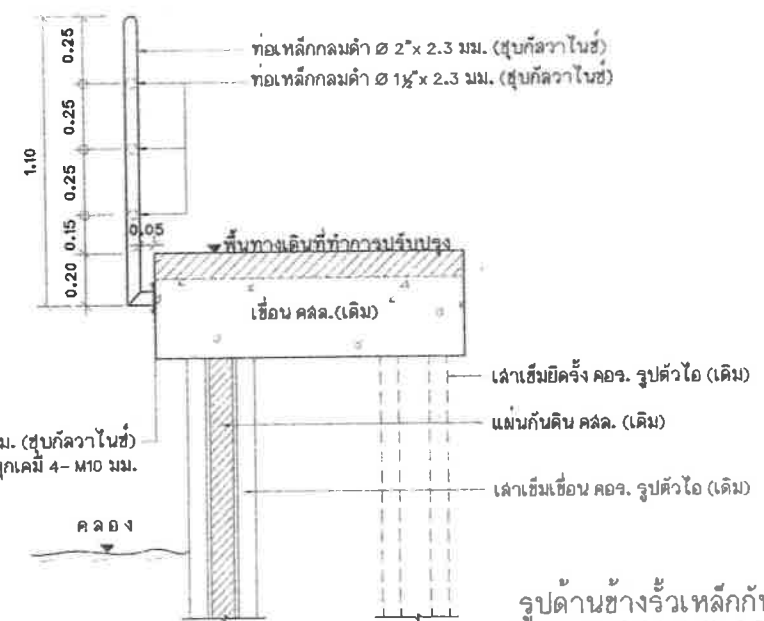 ท่อเหล็กกลมดำ Ø 2"x 2.3 มม. (ชุบกัลวาไนซ์)
ท่อเหล็กกลมดำ Ø 1½"x 2.3 มม. (ชุบกัลวาไนซ์)
0.25
0.25
0.25
0.15
0.20
1.10
0.05
พื้นทางเดินที่ทำการปรับปรุง
เขื่อน คสล.(เดิม)
เสาเข็มยึดรั้ง คอร. รูปตัวไอ (เดิม)
แผ่นกันดิน คสล. (เดิม)
ม. (ชุบกัลวาไนซ์)
ุกเคมี 4- M10 มม.
เสาเข็มเขื่อน คอร. รูปตัวไอ (เดิม)
คลอง
รูปด้านข้างรั้วเหล็กกัน